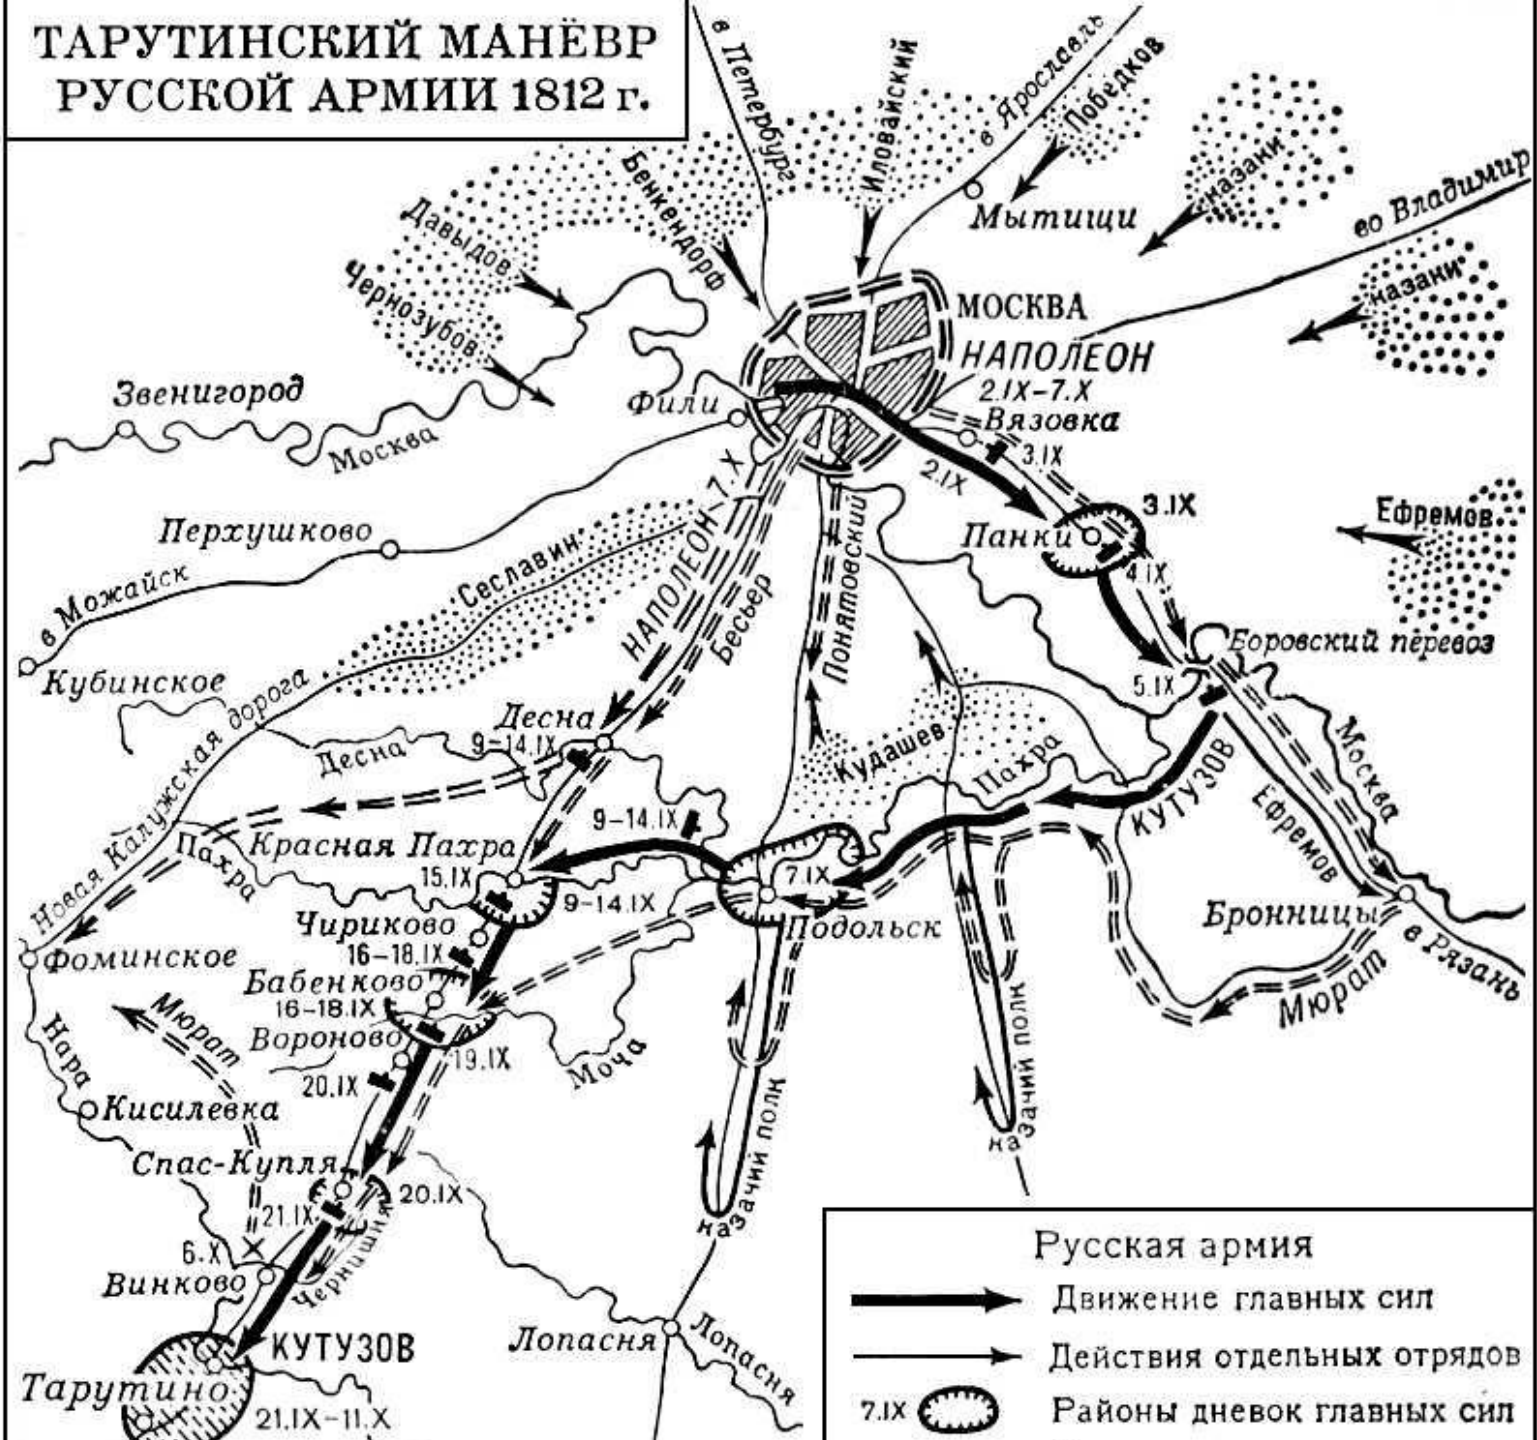 ТАРУТИНСКИЙ МАНЁВР
РУССКОЙ АРМИИ 1812 г.
в Петербург
Иловайский
в Ярославль
Победков
казаки
во Владимир
Бенкендорф
Мытищи
Давыдов
Чернозубов
казаки
МОСКВА
НАПОЛЕОН
2.IX–7.X
Звенигород
Москва
Фили
Вязовка
3.IX
2.IX
3.IX
Панки
4.IX
Ефремов
Перхушково
в Можайск
Кубинское
Сеславин
НАПОЛЕОН–7.X
Бесьер
Понятовский
Боровский перевоз
5.IX
Новая Калужская дорога
Десна
9–14.IX
Десна
Кудашев
Пахра
КУТУЗОВ
Москва
Ефремов
9–14.IX
Пахра
Красная Пахра
15.IX
9–14.IX
7.IX
Подольск
Бронницы
в Рязань
Чириково
16–18.IX
Фоминское
Бабенково
16–18.IX
Вороново
19.IX
20.IX
Моча
Мюрат
Мюрат
Нара
Кисилевка
казачий полк
казачий полк
Спас-Купля
20.IX
21.IX
Чернишня
6.X
Винково
КУТУЗОВ
Тарутино
21.IX–11.X
Лопасня
Лопасня
Русская армия
Движение главных сил
Действия отдельных отрядов
7.IX Районы дневок главных сил